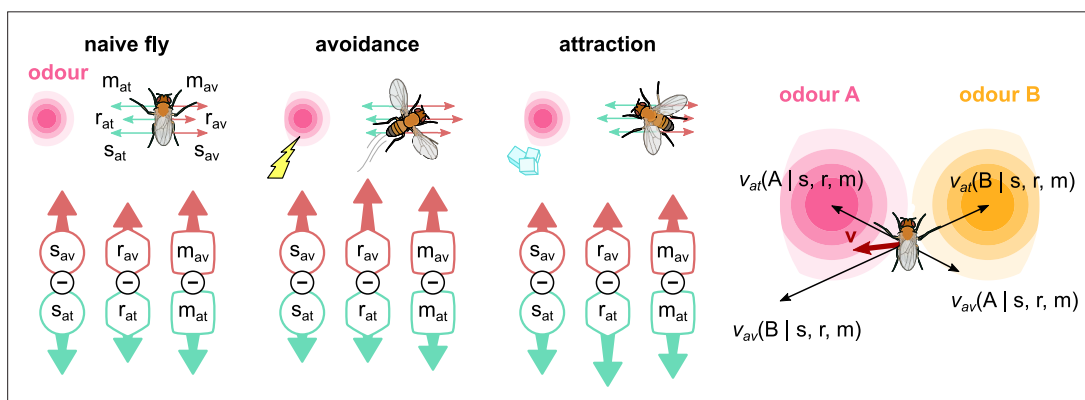 naive fly
avoidance
attraction
odour
m_at
m_av
r_at
r_av
s_at
s_av
s_av
r_av
m_av
−
−
−
s_at
r_at
m_at
s_av
r_av
m_av
−
−
−
s_at
r_at
m_at
s_av
r_av
m_av
−
−
−
s_at
r_at
m_at
odour A
odour B
v_at(A | s, r, m)
v_at(B | s, r, m)
v
v_av(A | s, r, m)
v_av(B | s, r, m)